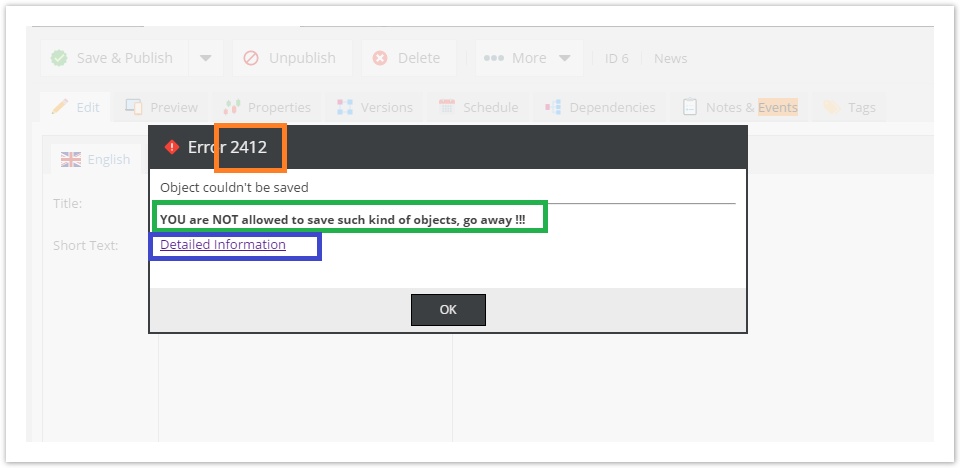 Save & Publish Unpublish Delete More ID 6 News
Edit Preview Properties Versions Schedule Dependencies Notes & Events Tags
Error 2412
English
Object couldn't be saved
Title:
YOU are NOT allowed to save such kind of objects, go away !!!
Short Text:
Detailed Information
OK